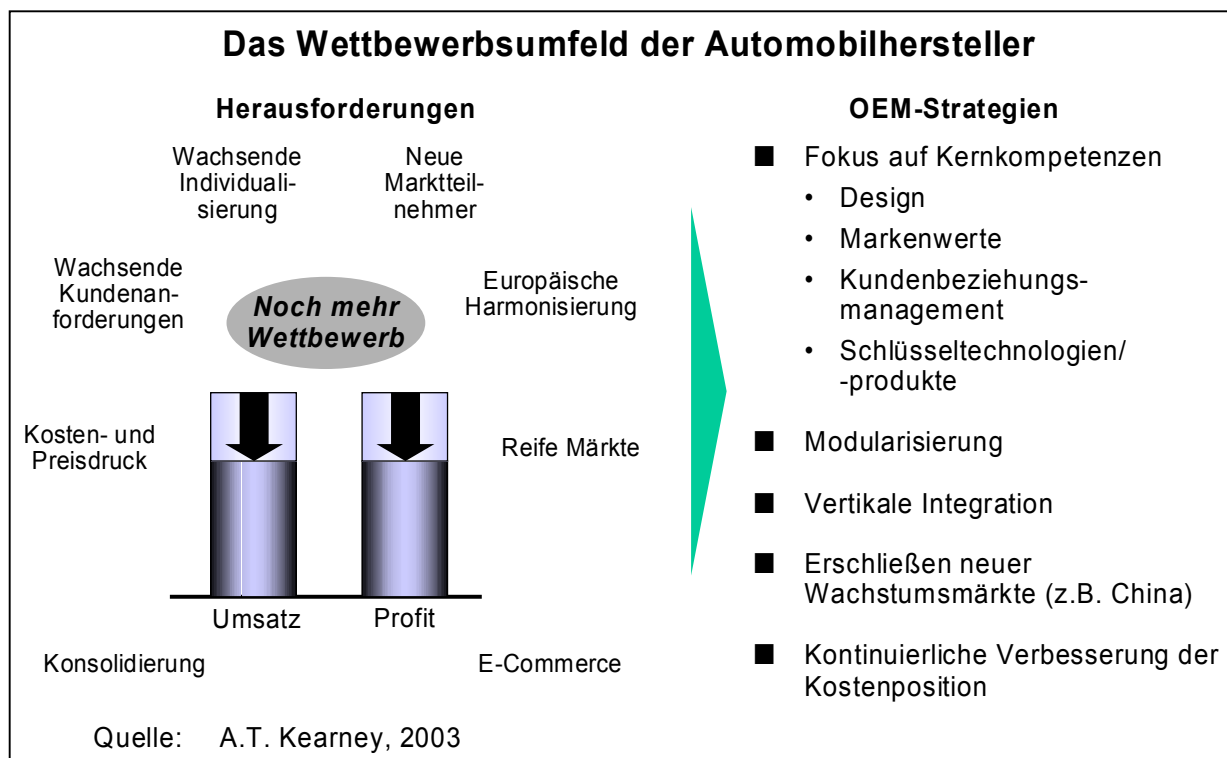 Das Wettbewerbsumfeld der Automobilhersteller
Herausforderungen
Wachsende
Individuali-
sierung
Neue
Marktteil-
nehmer
Wachsende
Kundenan-
forderungen
Noch mehr
Wettbewerb
Europäische
Harmonisierung
Kosten- und
Preisdruck
Reife Märkte
Umsatz
Profit
Konsolidierung
E-Commerce
OEM-Strategien
■ Fokus auf Kernkompetenzen
• Design
• Markenwerte
• Kundenbeziehungs-
management
• Schlüsseltechnologien/
-produkte
■ Modularisierung
■ Vertikale Integration
■ Erschließen neuer
Wachstumsmärkte (z.B. China)
■ Kontinuierliche Verbesserung der
Kostenposition
Quelle: A.T. Kearney, 2003